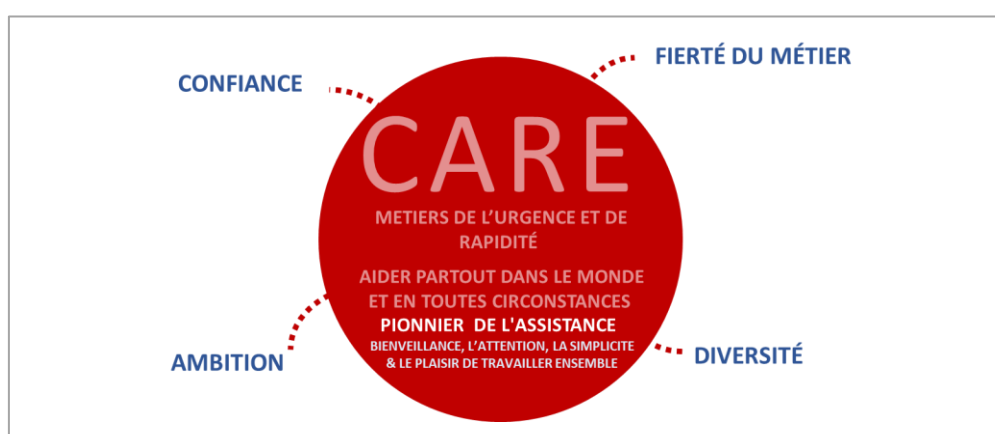 FIERTÉ DU MÉTIER
CONFIANCE
CARE
METIERS DE L'URGENCE ET DE
RAPIDITÉ
AIDER PARTOUT DANS LE MONDE
ET EN TOUTES CIRCONSTANCES
PIONNIER DE L'ASSISTANCE
BIENVEILLANCE, L'ATTENTION, LA SIMPLICITE
& LE PLAISIR DE TRAVAILLER ENSEMBLE
AMBITION
DIVERSITÉ